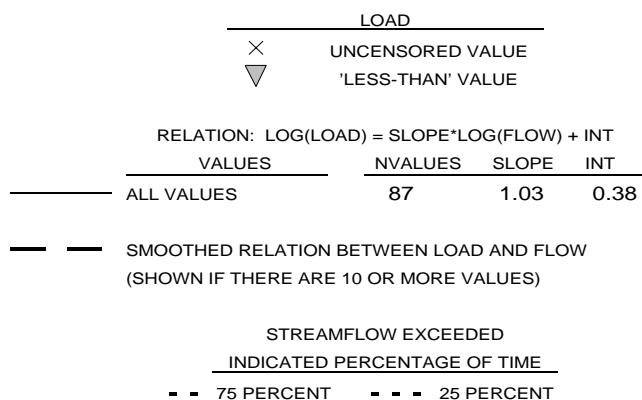 LOAD
UNCENSORED VALUE
'LESS-THAN' VALUE
RELATION: LOG(LOAD) = SLOPE*LOG(FLOW) + INT
VALUES NVALUES SLOPE INT
ALL VALUES 87 1.03 0.38
SMOOTHED RELATION BETWEEN LOAD AND FLOW
(SHOWN IF THERE ARE 10 OR MORE VALUES)
STREAMFLOW EXCEEDED
INDICATED PERCENTAGE OF TIME
75 PERCENT 25 PERCENT